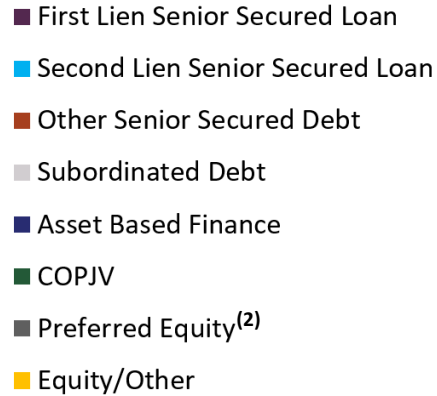 First Lien Senior Secured Loan
Second Lien Senior Secured Loan
Other Senior Secured Debt
Subordinated Debt
Asset Based Finance
COPJV
Preferred Equity(2)
Equity/Other